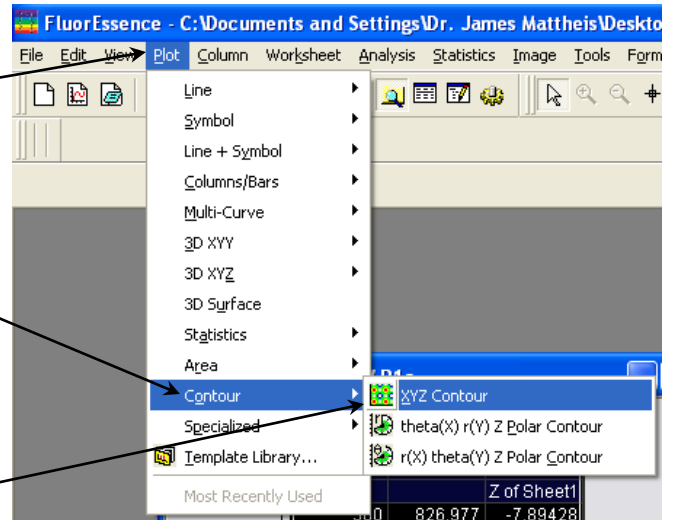 FluorEssence - C:\Documents and Settings\Dr. James Mattheis\Deskto
File Edit View Plot Column Worksheet Analysis Statistics Image Tools Form
Line
Symbol
Line + Symbol
Columns/Bars
Multi-Curve
3D XYY
3D XYZ
3D Surface
Statistics
Area
Contour
XYZ Contour
Specialized
theta(X) r(Y) Z Polar Contour
Template Library...
r(X) theta(Y) Z Polar Contour
Most Recently Used
Z of Sheet1
826.977 -7.89428